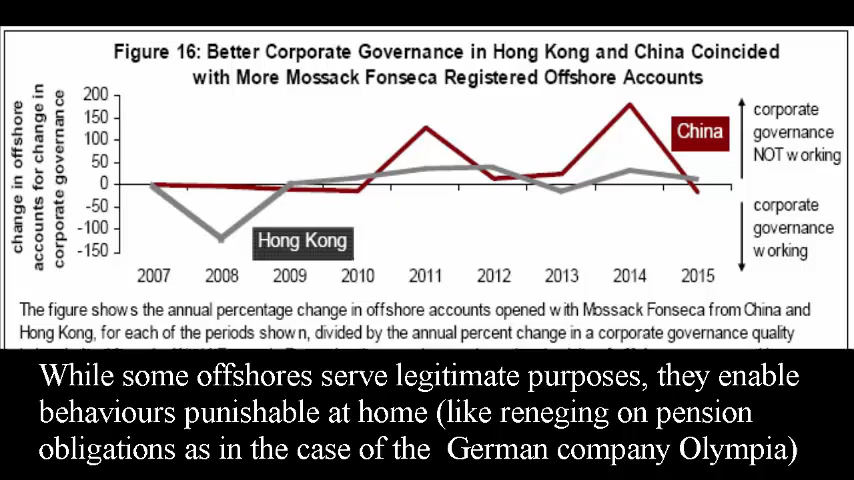 Figure 16: Better Corporate Governance in Hong Kong and China Coincided
with More Mossack Fonseca Registered Offshore Accounts
change in offshore
accounts for change in
corporate governance
200
150
100
50
0
-50
-100
-150
China
Hong Kong
corporate
governance
NOT working
corporate
governance
working
2007 2008 2009 2010 2011 2012 2013 2014 2015
The figure shows the annual percentage change in offshore accounts opened with Mossack Fonseca from China and
Hong Kong, for each of the periods shown, divided by the annual percent change in a corporate governance quality
While some offshores serve legitimate purposes, they enable
behaviours punishable at home (like reneging on pension
obligations as in the case of the German company Olympia)